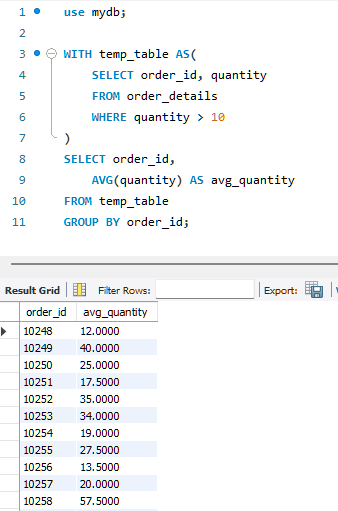 1 use mydb;
2
3 WITH temp_table AS(
4 SELECT order_id, quantity
5 FROM order_details
6 WHERE quantity > 10
7 )
8 SELECT order_id,
9 AVG(quantity) AS avg_quantity
10 FROM temp_table
11 GROUP BY order_id;
Result Grid Filter Rows: Export:
order_id avg_quantity
10248 12.0000
10249 40.0000
10250 25.0000
10251 17.5000
10252 35.0000
10253 34.0000
10254 19.0000
10255 27.5000
10256 13.5000
10257 20.0000
10258 57.5000